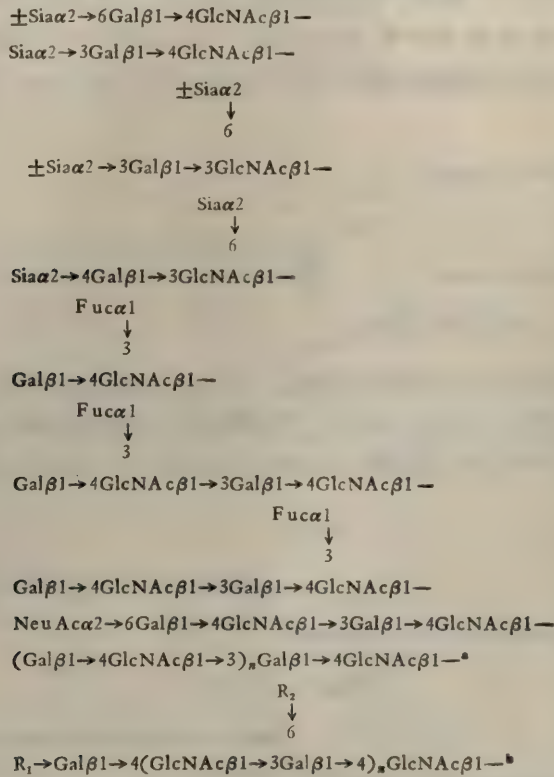 ±Siaα2→6Galβ1→4GlcNAcβ1—
Siaα2→3Galβ1→4GlcNAcβ1—
±Siaα2
↓
6
±Siaα2→3Galβ1→3GlcNAcβ1—
Siaα2
↓
6
Siaα2→4Galβ1→3GlcNAcβ1—
Fucα1
↓
3
Galβ1→4GlcNAcβ1—
Fucα1
↓
3
Galβ1→4GlcNAcβ1→3Galβ1→4GlcNAcβ1—
Fucα1
↓
3
Galβ1→4GlcNAcβ1→3Galβ1→4GlcNAcβ1—
NeuAcα2→6Galβ1→4GlcNAcβ1→3Galβ1→4GlcNAcβ1—
(Galβ1→4GlcNAcβ1→3)ₙGalβ1→4GlcNAcβ1—ᵃ
R₂
↓
6
R₁→Galβ1→4(GlcNAcβ1→3Galβ1→4)ₙGlcNAcβ1—ᵇ